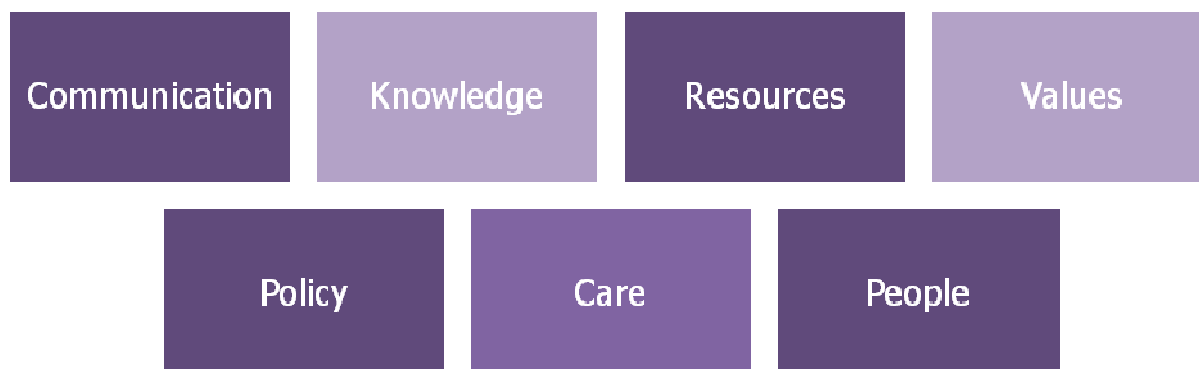 Communication
Knowledge
Resources
Values
Policy
Care
People